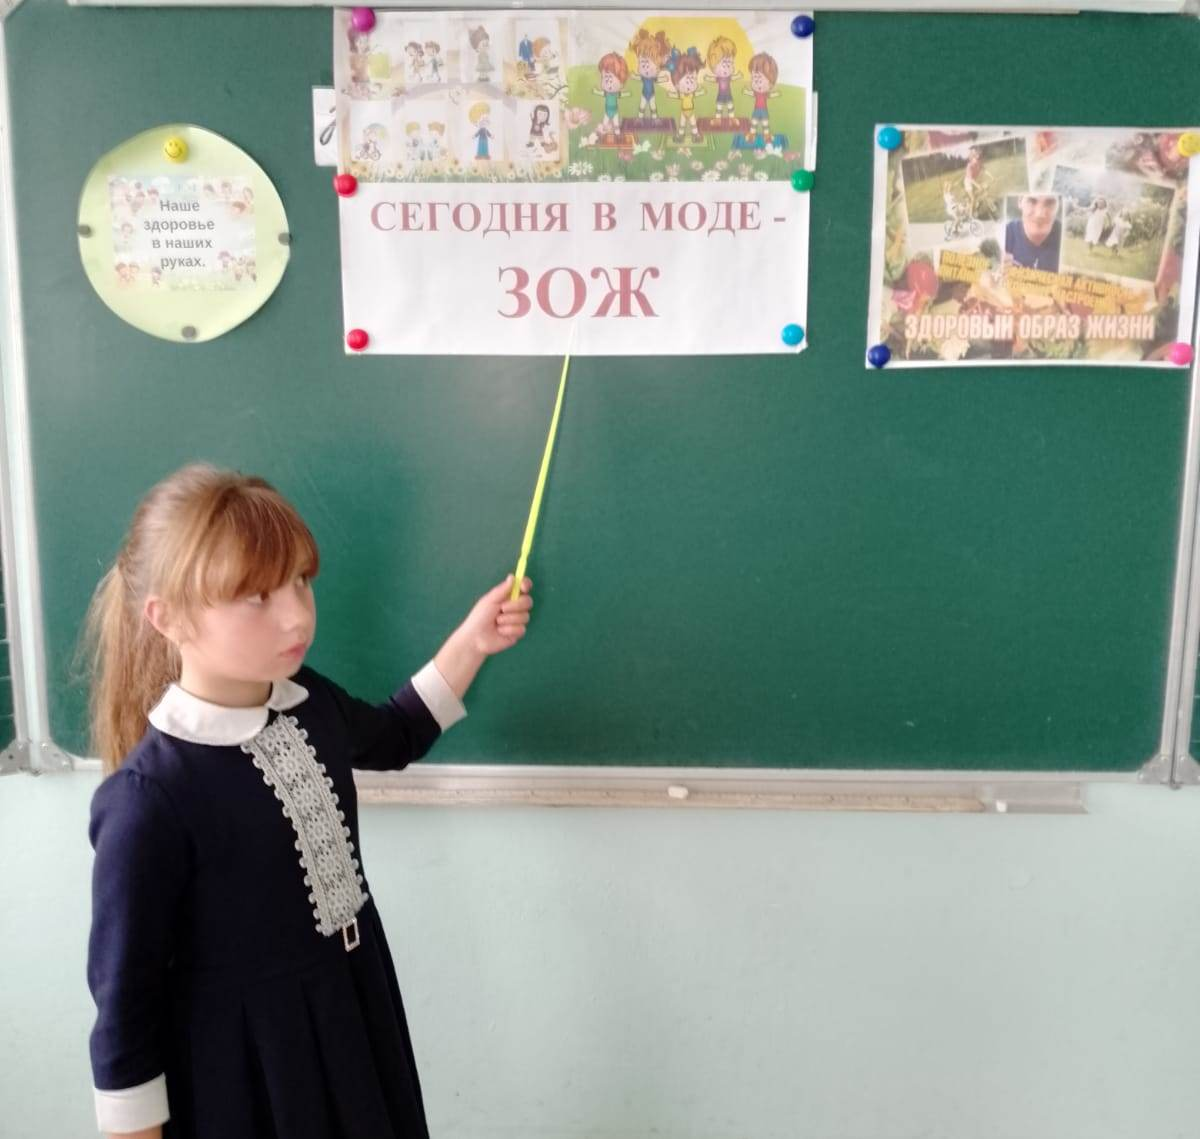 Наше
здоровье
в наших
руках.
СЕГОДНЯ В МОДЕ -
ЗОЖ
ЗДОРОВЫЙ ОБРАЗ ЖИЗНИ